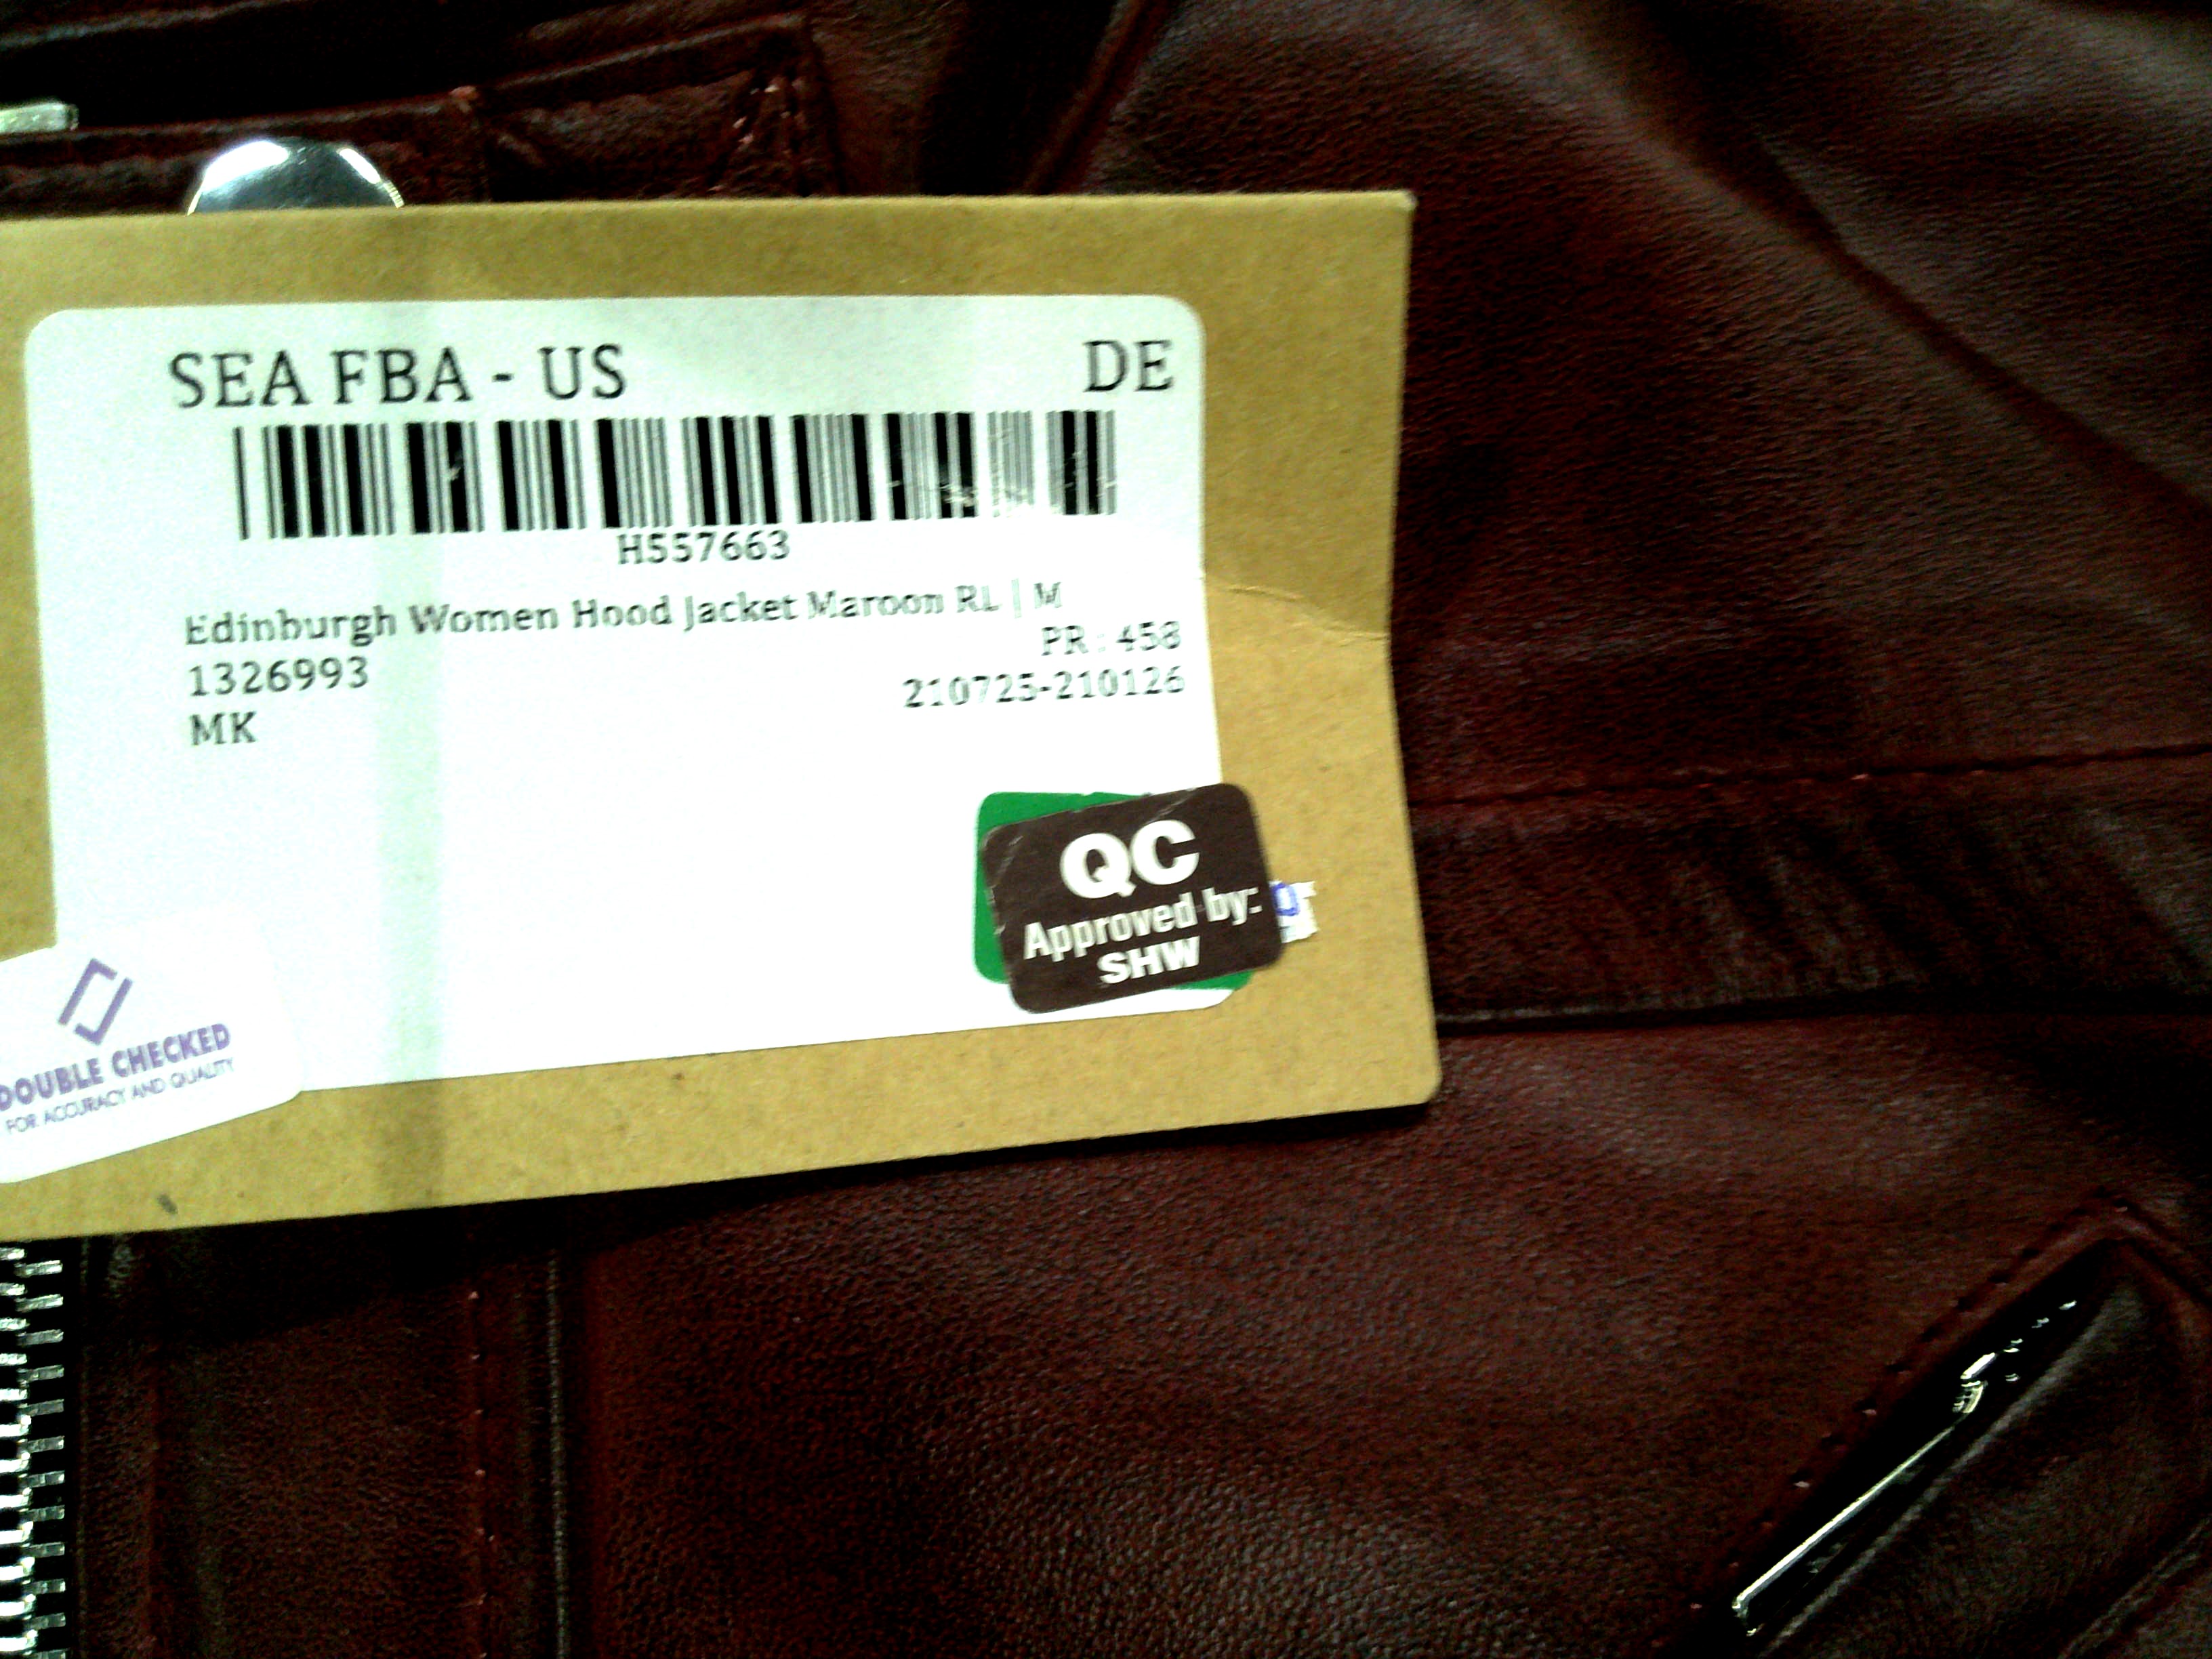 SEA FBA - US DE
H557663
Edinburgh Women Hood Jacket Maroon RL | M
PR : 458
1326993
210725-210126
MK
QC
Approved by:
SHW
DOUBLE CHECKED
FOR ACCURACY AND QUALITY